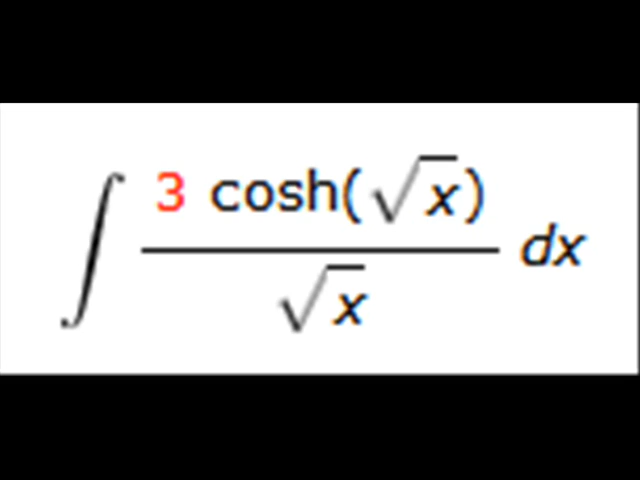 ∫ 3 cosh(√x) / √x dx